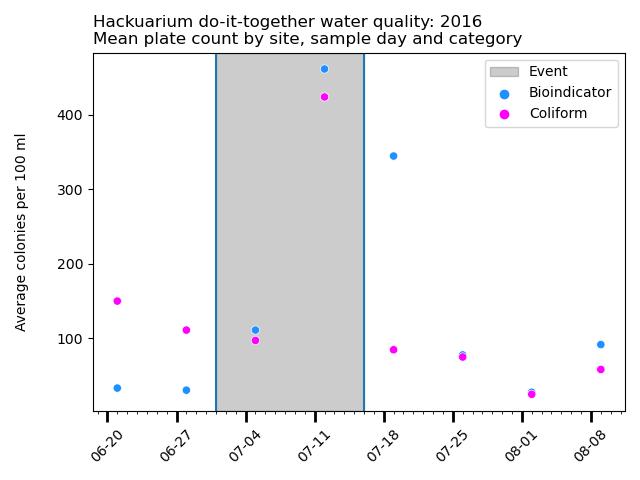 Hackuarium do-it-together water quality: 2016
Mean plate count by site, sample day and category
Event
Bioindicator
Coliform
Average colonies per 100 ml
400
300
200
100
06-20
06-27
07-04
07-11
07-18
07-25
08-01
08-08